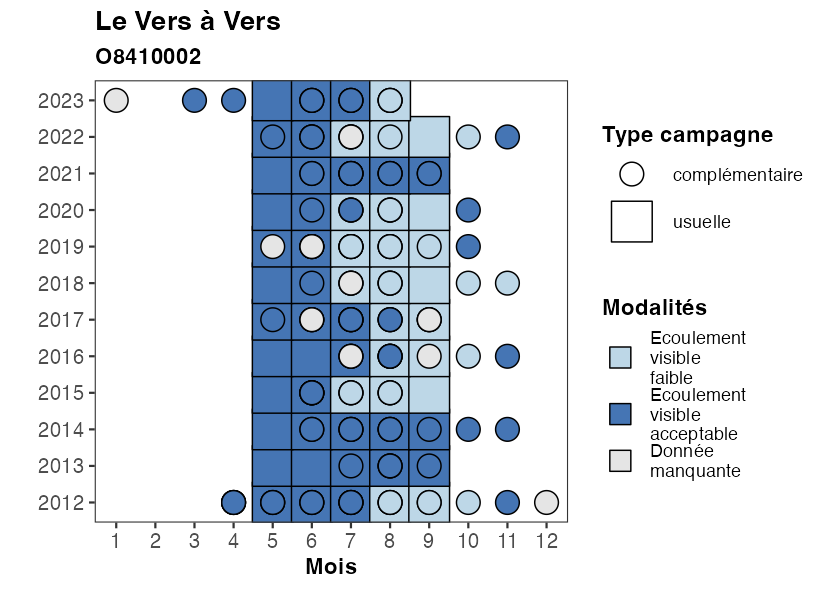 Le Vers à Vers
O8410002
2023
2022
2021
2020
2019
2018
2017
2016
2015
2014
2013
2012
1 2 3 4 5 6 7 8 9 10 11 12
Mois
Type campagne
complémentaire
usuelle
Modalités
Ecoulement
visible
faible
Ecoulement
visible
acceptable
Donnée
manquante